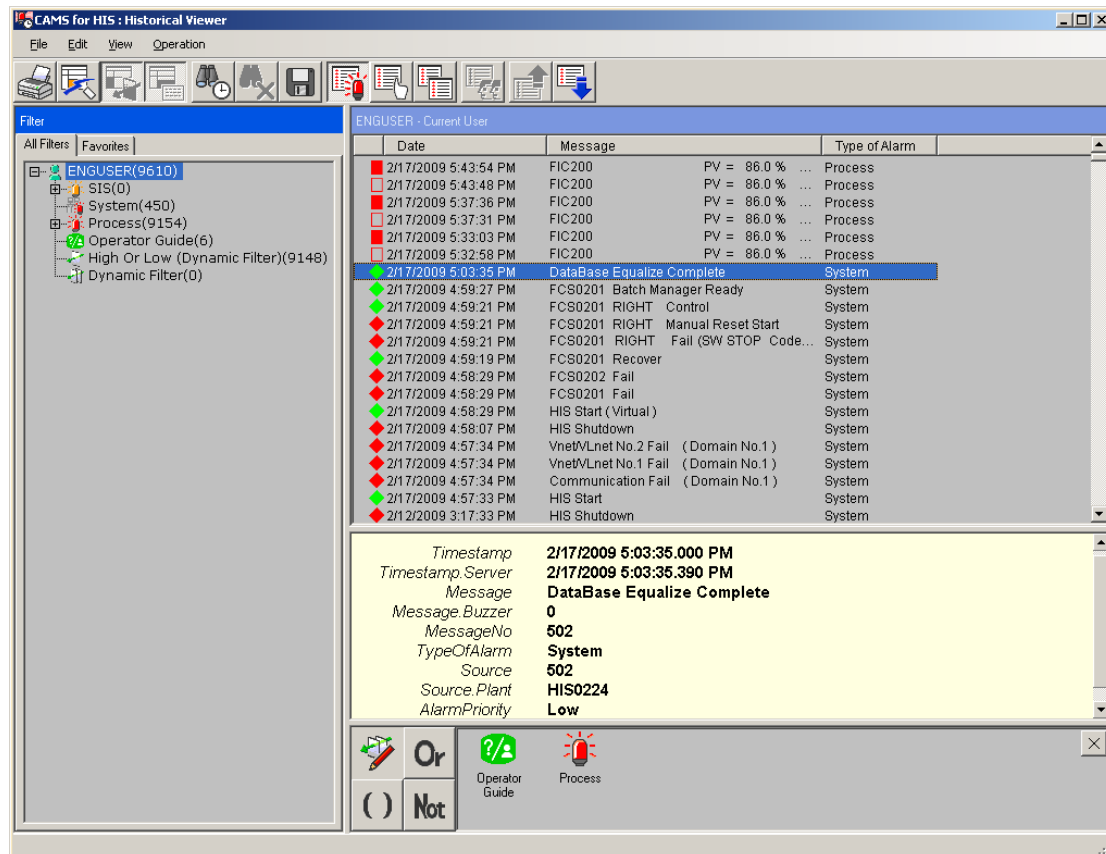 CAMS for HIS : Historical Viewer
File Edit View Operation
Filter
All Filters Favorites
ENGUSER(9610)
SIS(0)
System(450)
Process(9154)
Operator Guide(6)
High Or Low (Dynamic Filter)(9148)
Dynamic Filter(0)
ENGUSER - Current User
Date Message Type of Alarm
2/17/2009 5:43:54 PM FIC200 PV = 86.0 % ... Process
2/17/2009 5:43:48 PM FIC200 PV = 86.0 % ... Process
2/17/2009 5:37:36 PM FIC200 PV = 86.0 % ... Process
2/17/2009 5:37:31 PM FIC200 PV = 86.0 % ... Process
2/17/2009 5:33:03 PM FIC200 PV = 86.0 % ... Process
2/17/2009 5:32:58 PM FIC200 PV = 86.0 % ... Process
2/17/2009 5:03:35 PM DataBase Equalize Complete System
2/17/2009 4:59:27 PM FCS0201 Batch Manager Ready System
2/17/2009 4:59:21 PM FCS0201 RIGHT Control System
2/17/2009 4:59:21 PM FCS0201 RIGHT Manual Reset Start System
2/17/2009 4:59:21 PM FCS0201 RIGHT Fail (SW STOP Code... System
2/17/2009 4:59:19 PM FCS0201 Recover System
2/17/2009 4:58:29 PM FCS0202 Fail System
2/17/2009 4:58:29 PM FCS0201 Fail System
2/17/2009 4:58:29 PM HIS Start ( Virtual ) System
2/17/2009 4:58:07 PM HIS Shutdown System
2/17/2009 4:57:34 PM Vnet/VLnet No.2 Fail ( Domain No.1 ) System
2/17/2009 4:57:34 PM Vnet/VLnet No.1 Fail ( Domain No.1 ) System
2/17/2009 4:57:34 PM Communication Fail ( Domain No.1 ) System
2/17/2009 4:57:33 PM HIS Start System
2/12/2009 3:17:33 PM HIS Shutdown System
Timestamp 2/17/2009 5:03:35.000 PM
Timestamp.Server 2/17/2009 5:03:35.390 PM
Message DataBase Equalize Complete
Message.Buzzer 0
MessageNo 502
TypeOfAlarm System
Source 502
Source.Plant HIS0224
AlarmPriority Low
Or
( ) Not
?/
Operator
Guide
Process